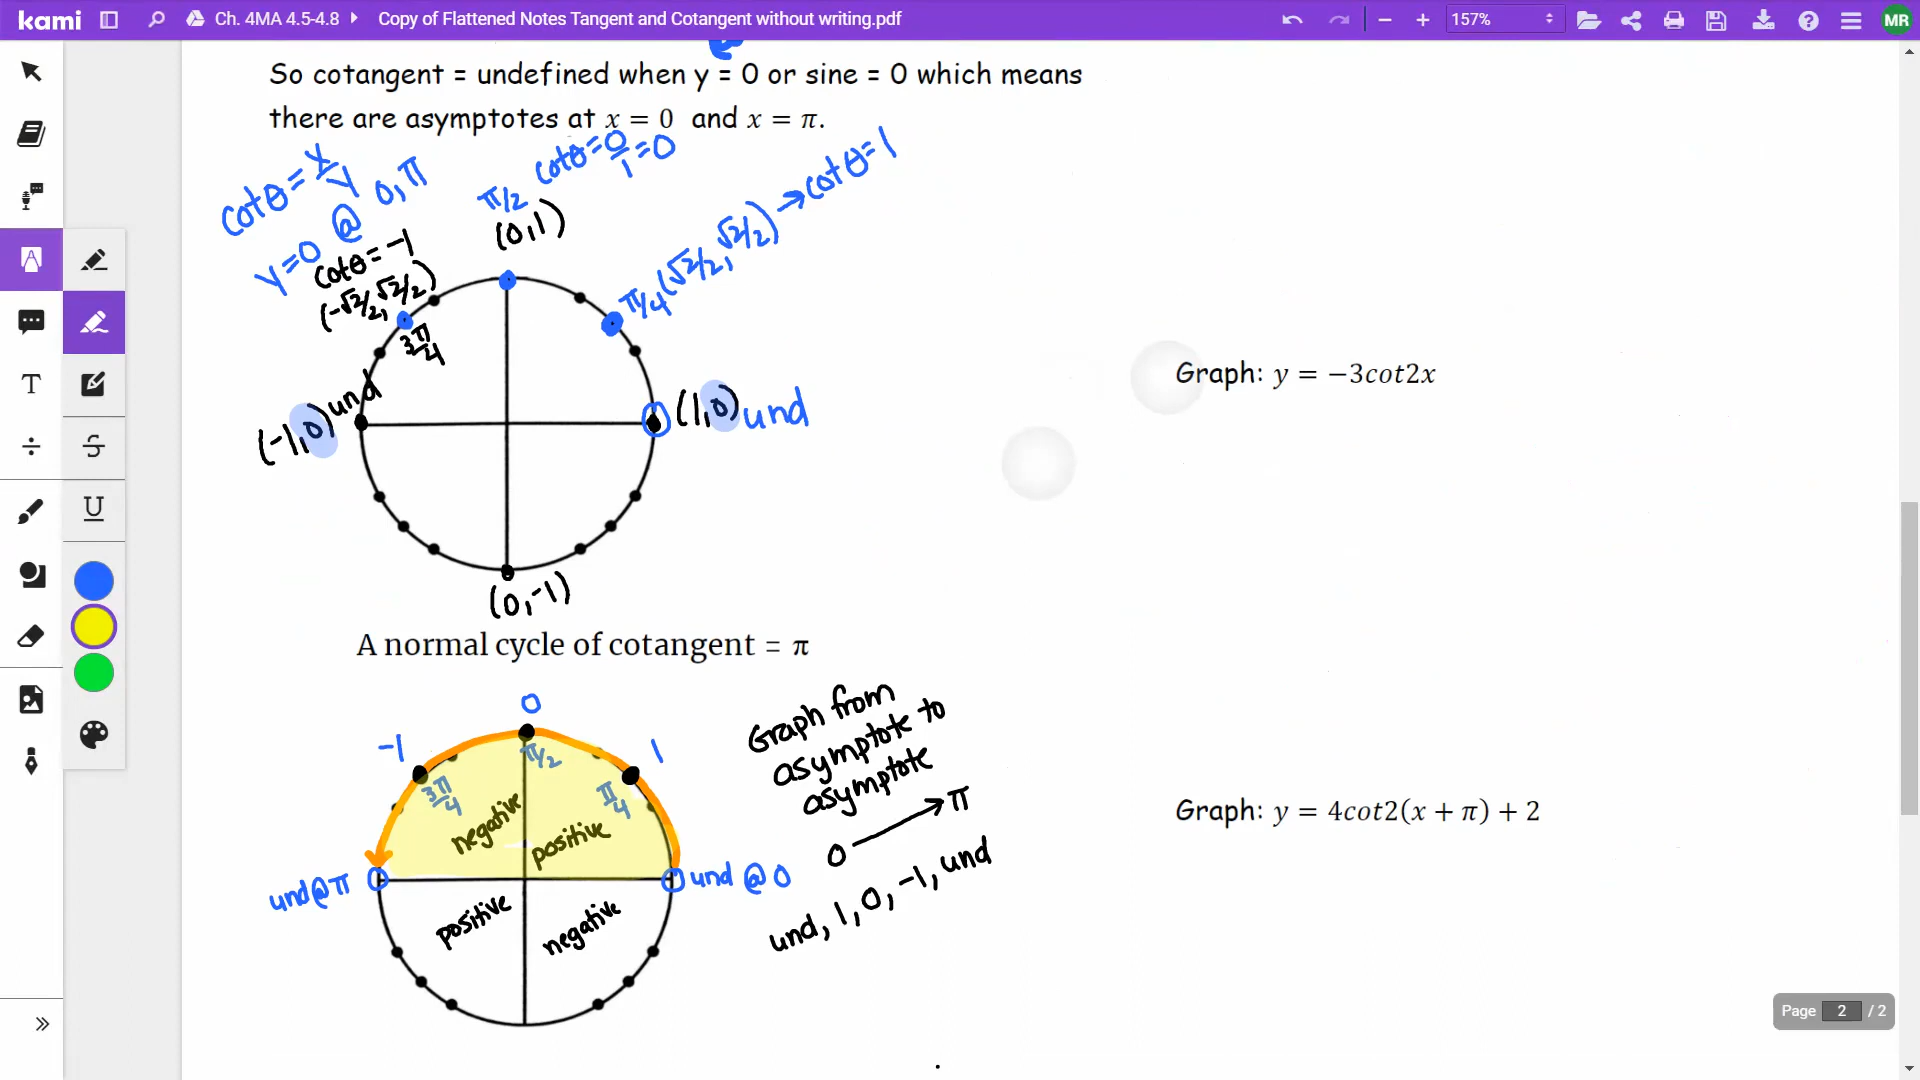 kami
Ch. 4MA 4.5-4.8
Copy of Flattened Notes Tangent and Cotangent without writing.pdf
157%
MR
So cotangent = undefined when y = 0 or sine = 0 which means
there are asymptotes at x = 0 and x = π.
cotθ = x/y
y=0 @ 0, π
π/2
(0,1)
cotθ = 0/1 = 0
π/4 (√2/2, √2/2) → cotθ = 1
cotθ = -1
(-√2/2, √2/2)
3π/4
(-1,0) und
(1,0) und
(0,-1)
Graph: y = −3cot2x
A normal cycle of cotangent = π
0
-1
1
π/2
3π/4
π/4
negative
positive
und@π
und @ 0
positive
negative
Graph from
asymptote to
asymptote
0 → π
und, 1, 0, -1, und
Graph: y = 4cot2(x + π) + 2
Page 2 / 2
T
U
S
A